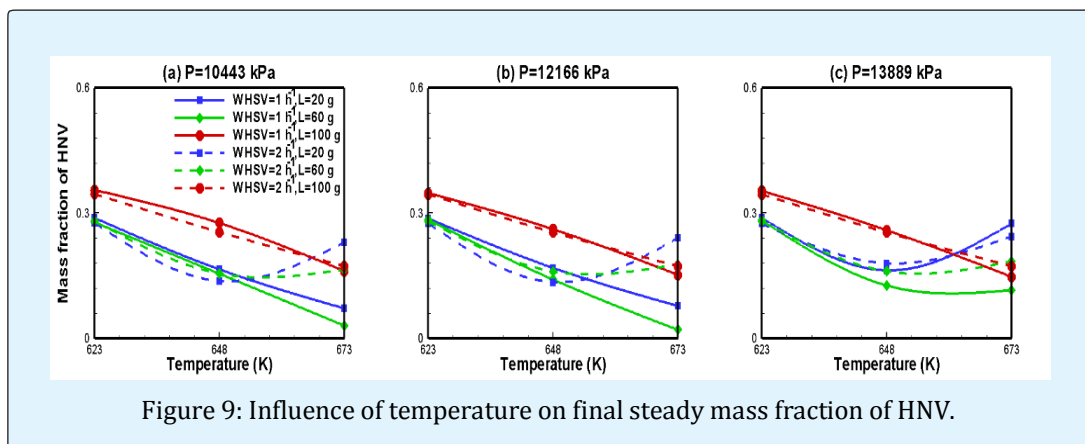 (a) P=10443 kPa
(b) P=12166 kPa
(c) P=13889 kPa
Mass fraction of HNV
0.6
0.3
0
WHSV=1 h⁻¹,L=20 g
WHSV=1 h⁻¹,L=60 g
WHSV=1 h⁻¹,L=100 g
WHSV=2 h⁻¹,L=20 g
WHSV=2 h⁻¹,L=60 g
WHSV=2 h⁻¹,L=100 g
623 648 673
Temperature (K)
0.6
0.3
0
623 648 673
Temperature (K)
0.6
0.3
0
623 648 673
Temperature (K)
Figure 9: Influence of temperature on final steady mass fraction of HNV.